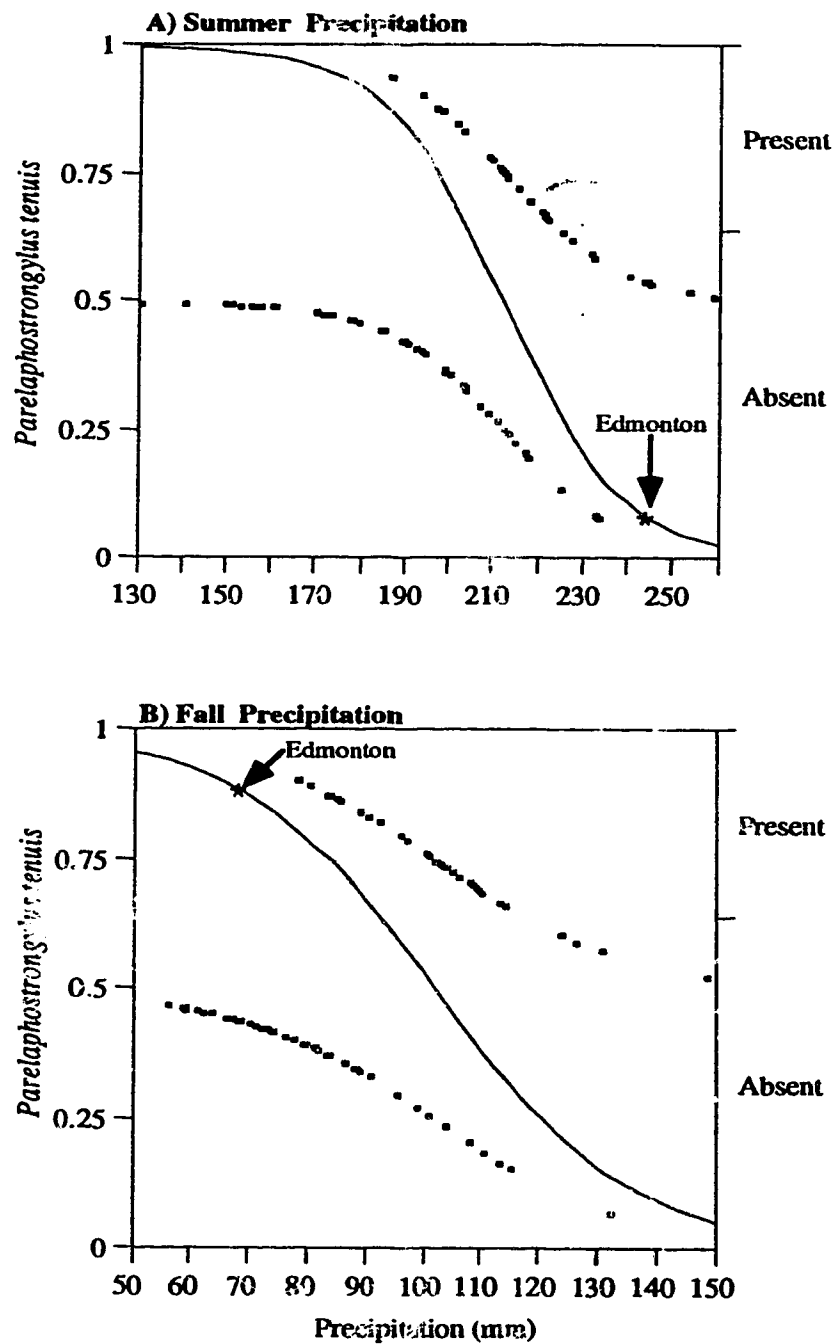 A) Summer Precipitation
1
0.75
0.5
0.25
0
Parelaphostrongylus tenuis
Present
Absent
Edmonton
130 150 170 190 210 230 250
B) Fall Precipitation
1
0.75
0.5
0.25
0
Parelaphostrongylus tenuis
Edmonton
Present
Absent
50 60 70 80 90 100 110 120 130 140 150
Precipitation (mm)